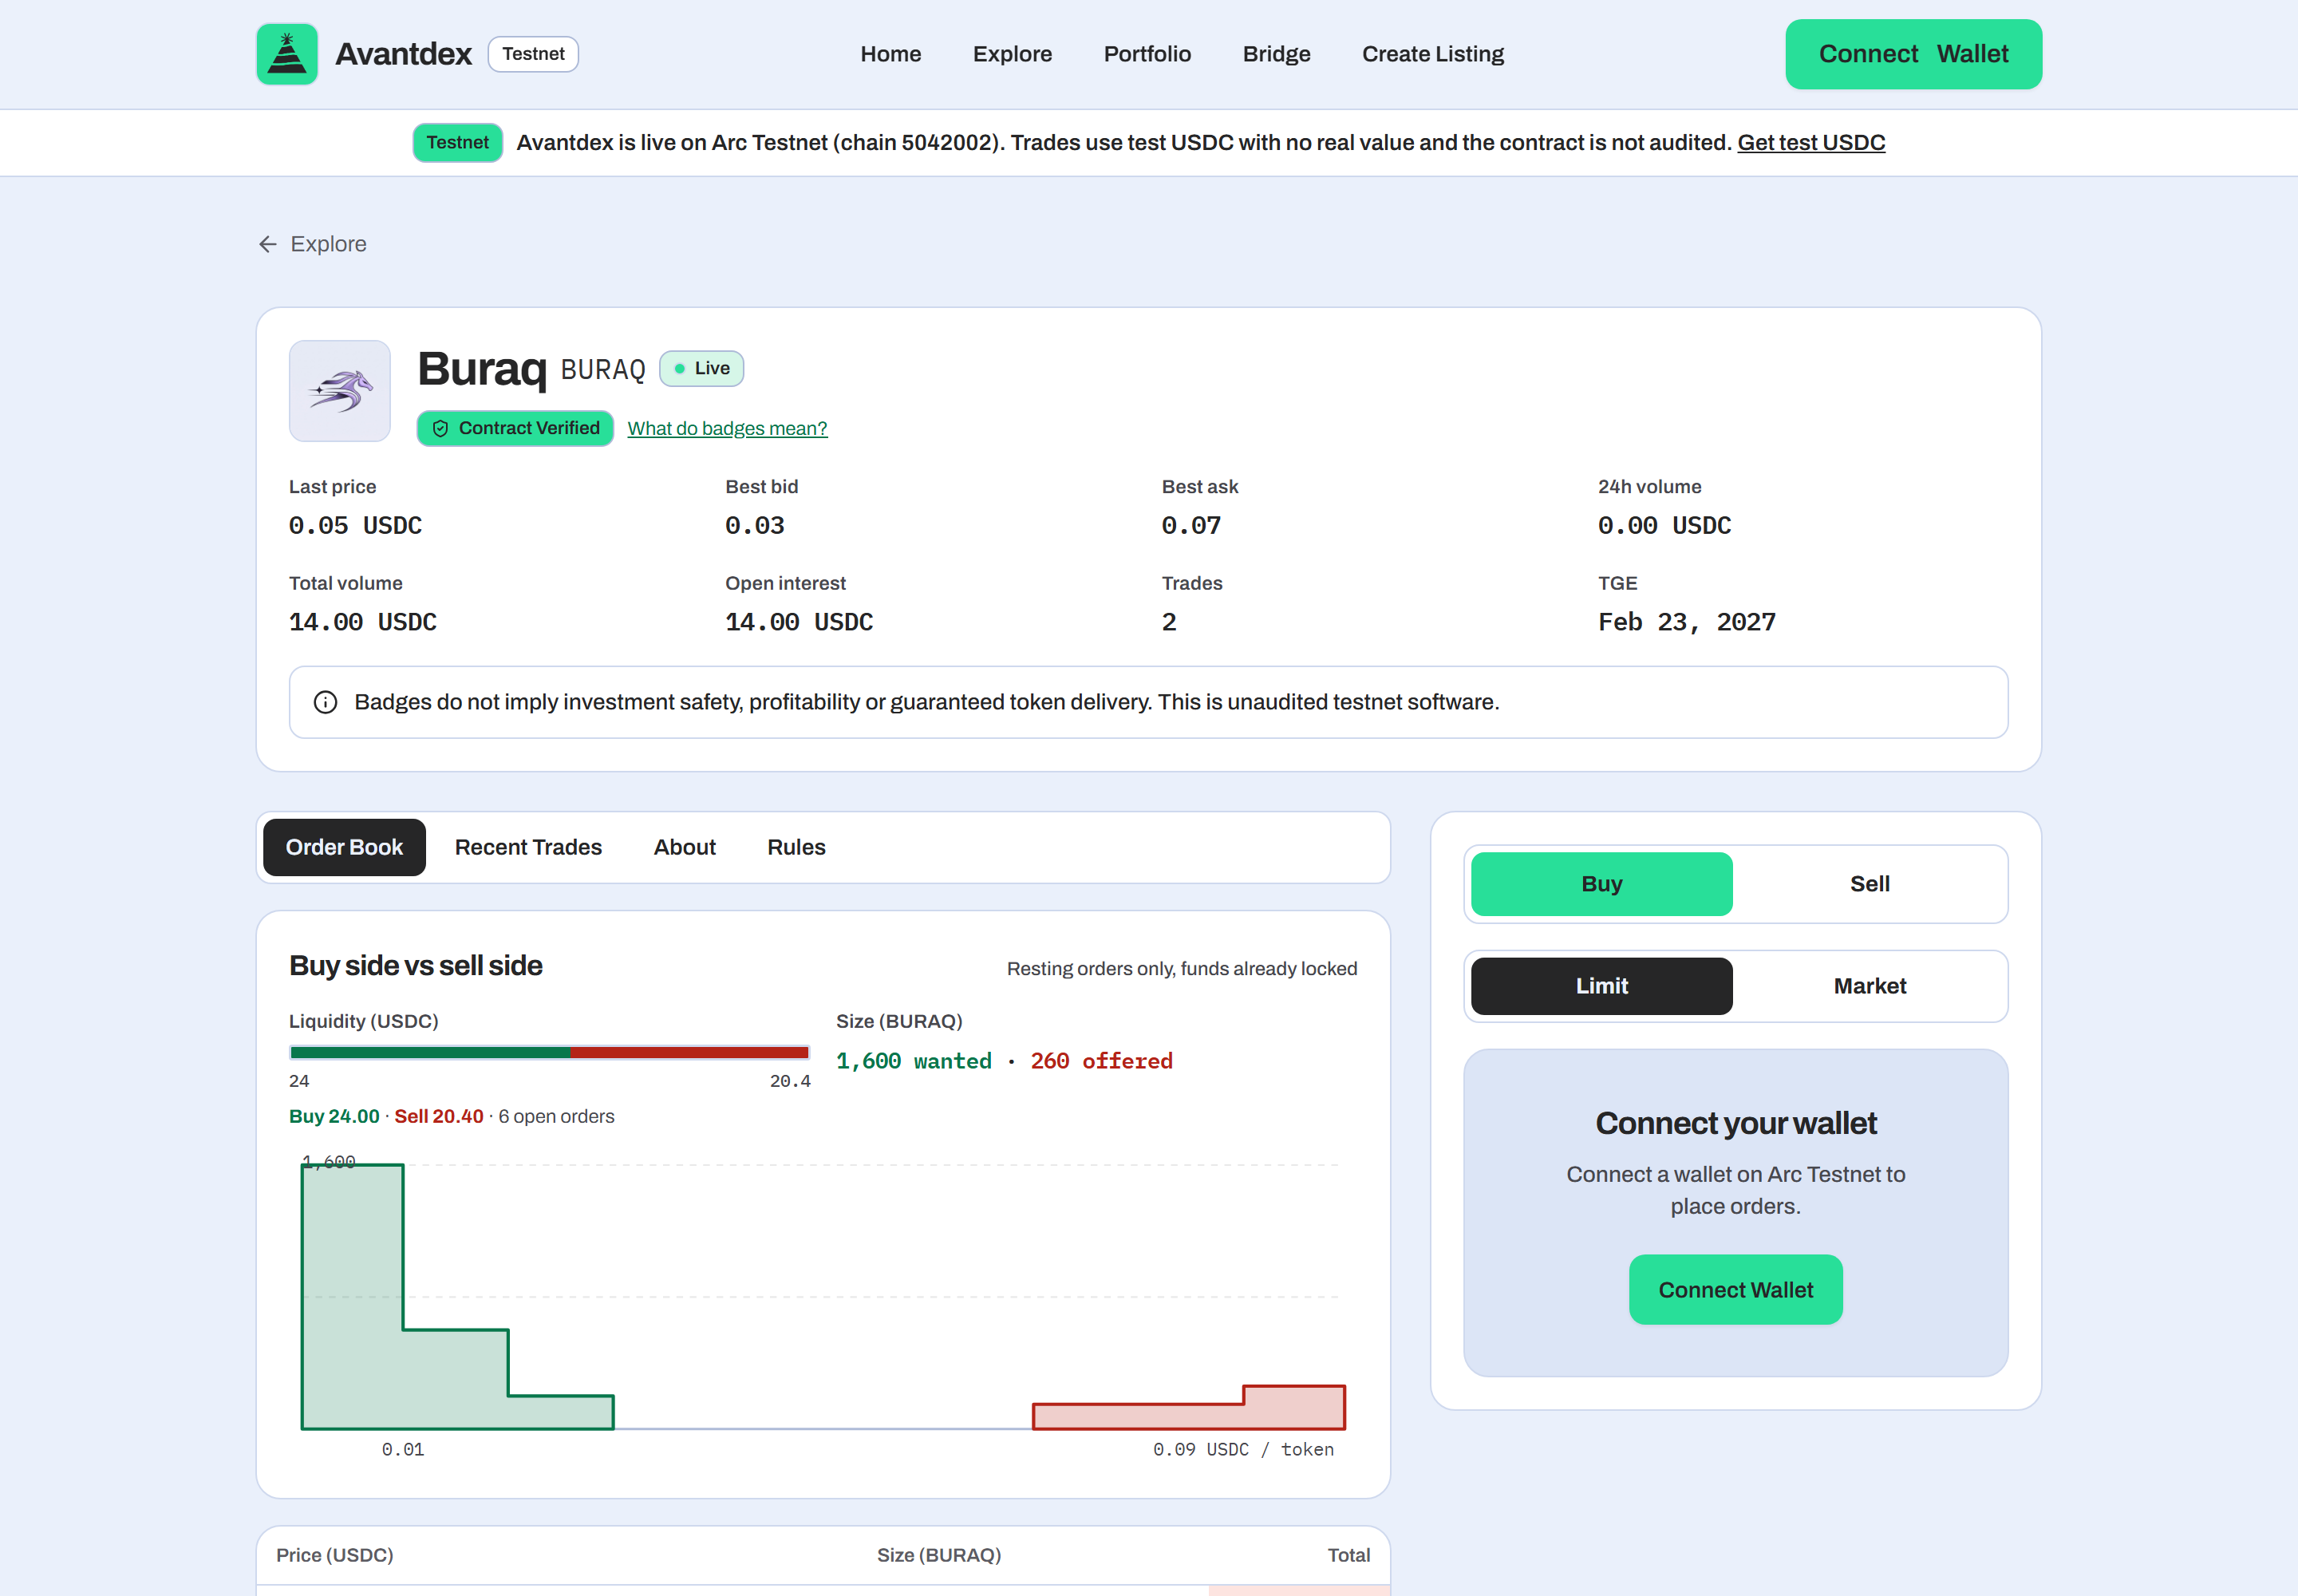 Avantdex Testnet Home Explore Portfolio Bridge Create Listing Connect Wallet
Testnet Avantdex is live on Arc Testnet (chain 5042002). Trades use test USDC with no real value and the contract is not audited. Get test USDC
Explore
Buraq BURAQ Live
Contract Verified What do badges mean?
Last price Best bid Best ask 24h volume
0.05 USDC 0.03 0.07 0.00 USDC
Total volume Open interest Trades TGE
14.00 USDC 14.00 USDC 2 Feb 23, 2027
Badges do not imply investment safety, profitability or guaranteed token delivery. This is unaudited testnet software.
Order Book Recent Trades About Rules
Buy side vs sell side Resting orders only, funds already locked
Liquidity (USDC) Size (BURAQ)
1,600 wanted · 260 offered
24 20.4
Buy 24.00 · Sell 20.40 · 6 open orders
1,600
0.01 0.09 USDC / token
Price (USDC) Size (BURAQ) Total
Buy Sell
Limit Market
Connect your wallet
Connect a wallet on Arc Testnet to
place orders.
Connect Wallet